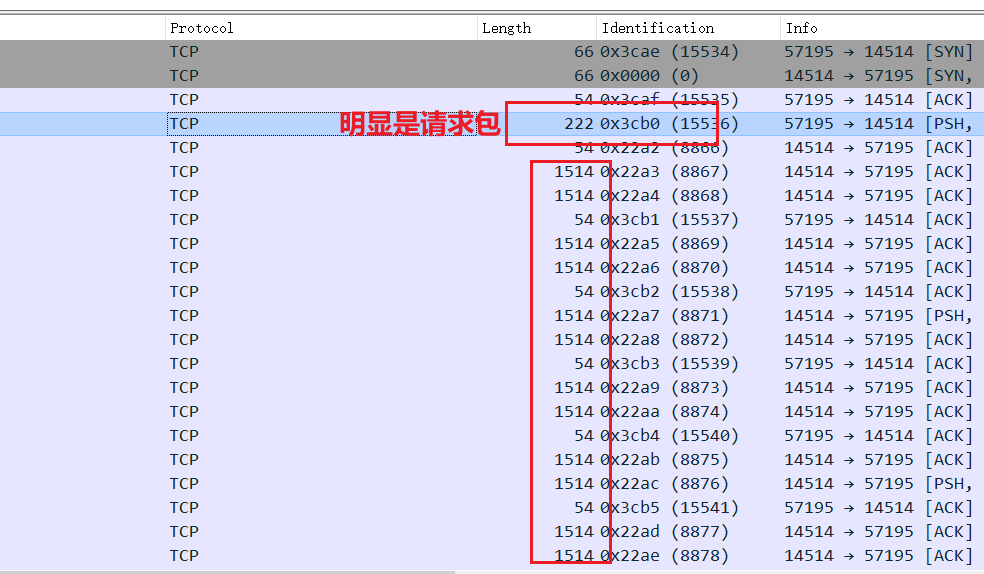 Protocol Length Identification Info
TCP 66 0x3cae (15534) 57195 → 14514 [SYN]
TCP 66 0x0000 (0) 14514 → 57195 [SYN,
TCP 54 0x3caf (15535) 57195 → 14514 [ACK]
TCP 明显是请求包 222 0x3cb0 (15536) 57195 → 14514 [PSH,
TCP 54 0x22a2 (8866) 14514 → 57195 [ACK]
TCP 1514 0x22a3 (8867) 14514 → 57195 [ACK]
TCP 1514 0x22a4 (8868) 14514 → 57195 [ACK]
TCP 54 0x3cb1 (15537) 57195 → 14514 [ACK]
TCP 1514 0x22a5 (8869) 14514 → 57195 [ACK]
TCP 1514 0x22a6 (8870) 14514 → 57195 [ACK]
TCP 54 0x3cb2 (15538) 57195 → 14514 [ACK]
TCP 1514 0x22a7 (8871) 14514 → 57195 [PSH,
TCP 1514 0x22a8 (8872) 14514 → 57195 [ACK]
TCP 54 0x3cb3 (15539) 57195 → 14514 [ACK]
TCP 1514 0x22a9 (8873) 14514 → 57195 [ACK]
TCP 1514 0x22aa (8874) 14514 → 57195 [ACK]
TCP 54 0x3cb4 (15540) 57195 → 14514 [ACK]
TCP 1514 0x22ab (8875) 14514 → 57195 [ACK]
TCP 1514 0x22ac (8876) 14514 → 57195 [PSH,
TCP 54 0x3cb5 (15541) 57195 → 14514 [ACK]
TCP 1514 0x22ad (8877) 14514 → 57195 [ACK]
TCP 1514 0x22ae (8878) 14514 → 57195 [ACK]